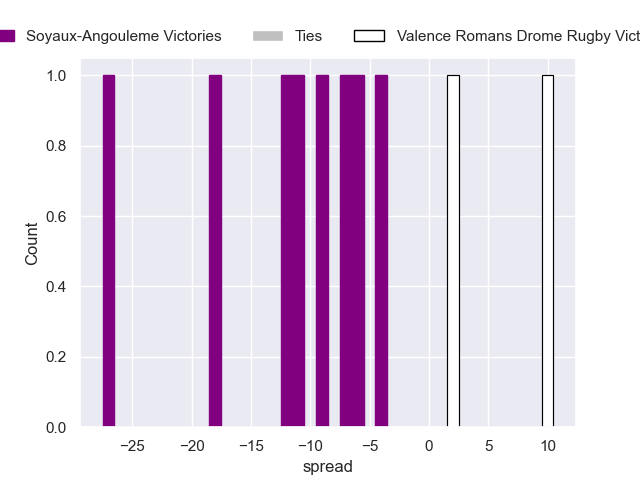 Soyaux-Angouleme Victories Ties Valence Romans Drome Rugby Vict
1.0
0.8
0.6
0.4
0.2
0.0
Count
−25 −20 −15 −10 −5 0 5 10
spread